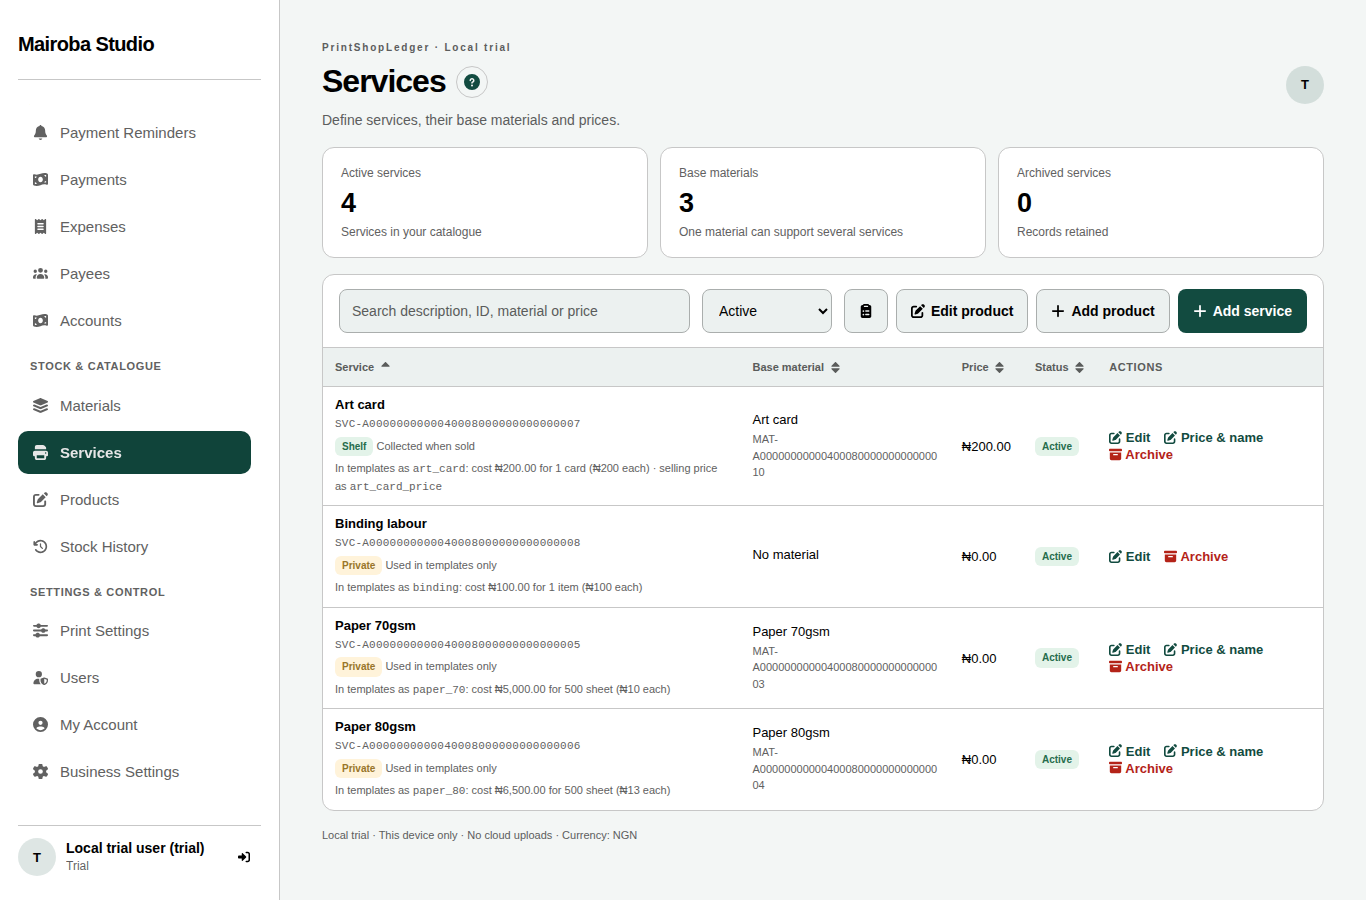 Mairoba Studio
Payment Reminders
Payments
Expenses
Payees
Accounts
STOCK & CATALOGUE
Materials
Services
Products
Stock History
SETTINGS & CONTROL
Print Settings
Users
My Account
Business Settings
T
Local trial user (trial)
Trial
PrintShopLedger · Local trial
Services
?
T
Define services, their base materials and prices.
Active services
4
Services in your catalogue
Base materials
3
One material can support several services
Archived services
0
Records retained
Search description, ID, material or price
Active
Edit product
Add product
Add service
Service
Base material
Price
Status
ACTIONS
Art card
SVC-A0000000000040008000000000000007
Shelf Collected when sold
In templates as art_card: cost ₦200.00 for 1 card (₦200 each) · selling price
as art_card_price
Art card
MAT-
A00000000000400080000000000000
10
₦200.00
Active
Edit
Price & name
Archive
Binding labour
SVC-A0000000000040008000000000000008
Private Used in templates only
In templates as binding: cost ₦100.00 for 1 item (₦100 each)
No material
₦0.00
Active
Edit
Archive
Paper 70gsm
SVC-A0000000000040008000000000000005
Private Used in templates only
In templates as paper_70: cost ₦5,000.00 for 500 sheet (₦10 each)
Paper 70gsm
MAT-
A00000000000400080000000000000
03
₦0.00
Active
Edit
Price & name
Archive
Paper 80gsm
SVC-A0000000000040008000000000000006
Private Used in templates only
In templates as paper_80: cost ₦6,500.00 for 500 sheet (₦13 each)
Paper 80gsm
MAT-
A00000000000400080000000000000
04
₦0.00
Active
Edit
Price & name
Archive
Local trial · This device only · No cloud uploads · Currency: NGN